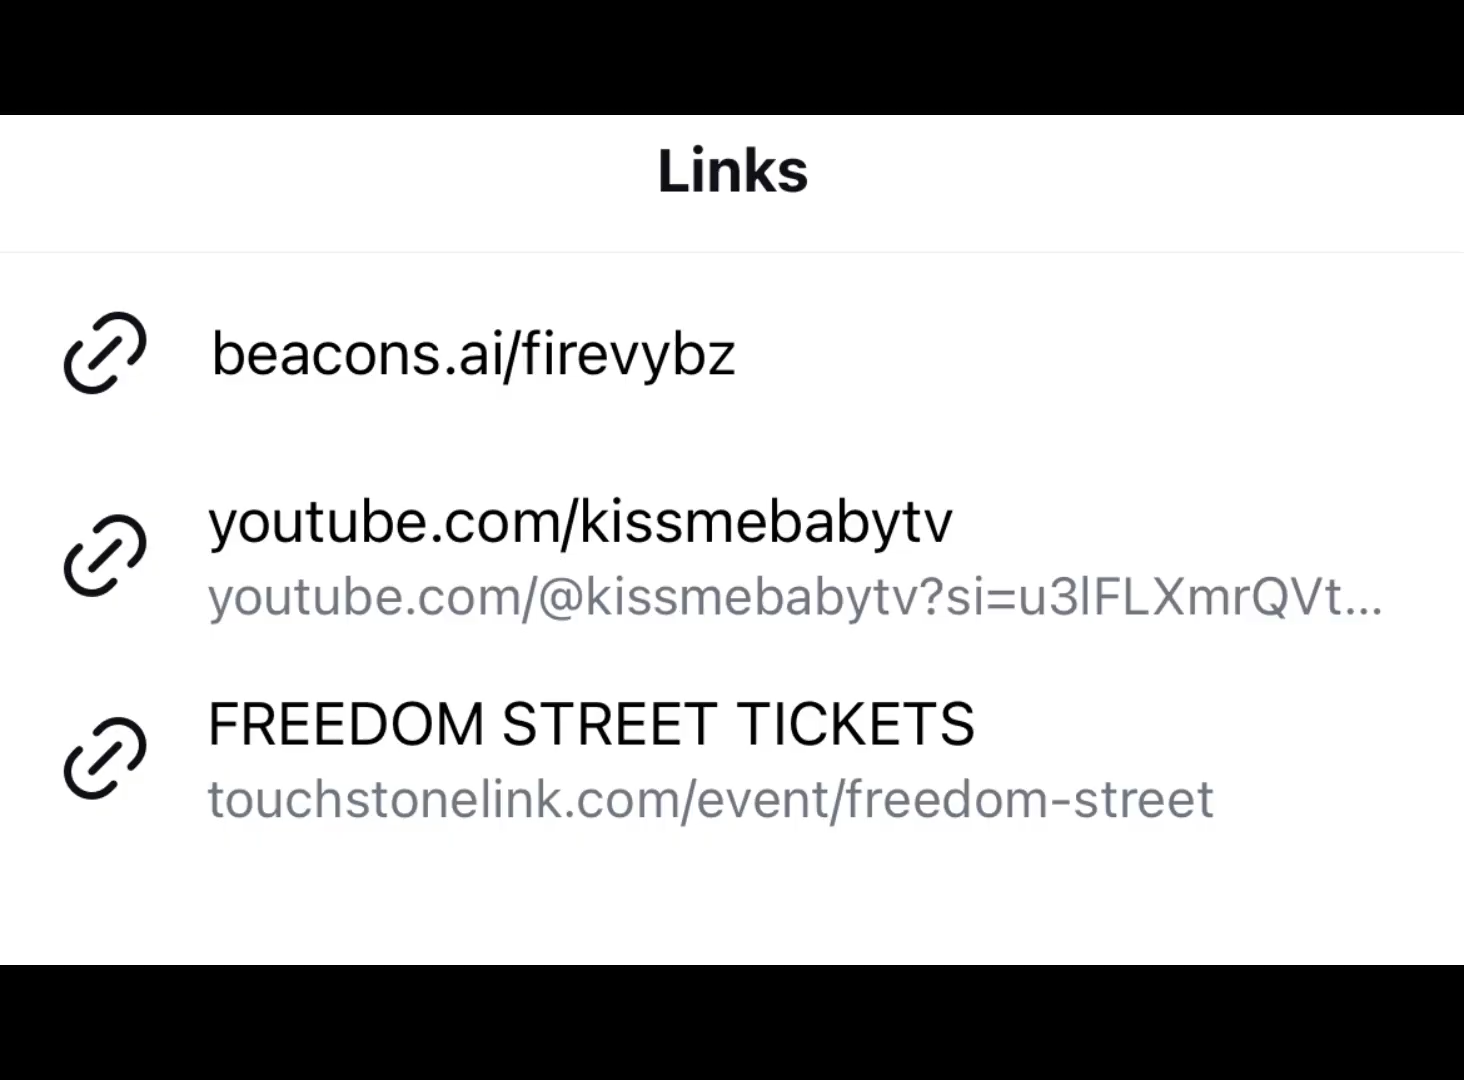 Links
beacons.ai/firevybz
youtube.com/kissmebabytv
youtube.com/@kissmebabytv?si=u3lFLXmrQVt...
FREEDOM STREET TICKETS
touchstonelink.com/event/freedom-street